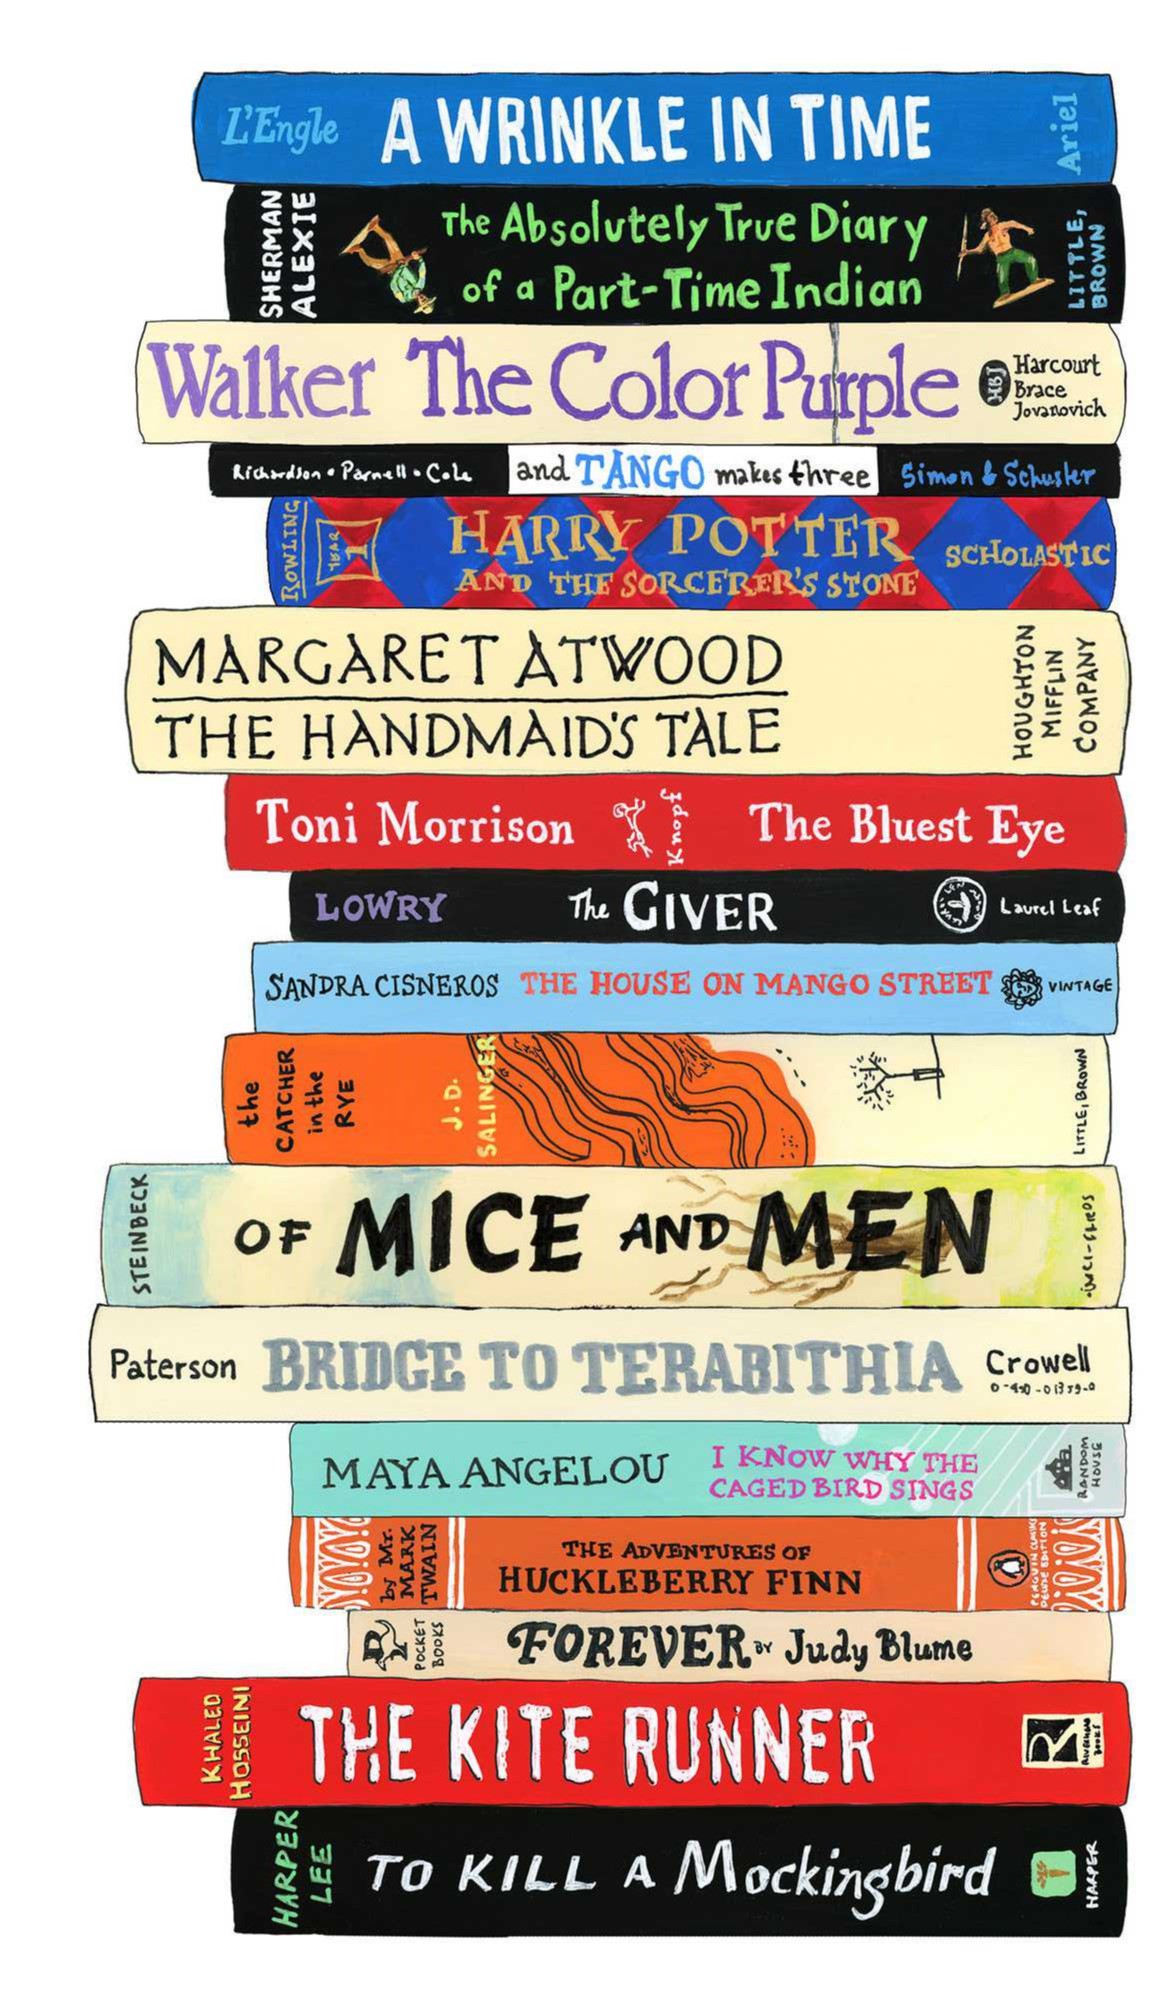 L'Engle A WRINKLE IN TIME Ariel
SHERMAN
ALEXIE
The Absolutely True Diary
of a Part-Time Indian
LITTLE,
BROWN
Walker The Color Purple
HBJ
Harcourt
Brace
Jovanovich
Richardson • Parnell • Cole and TANGO makes three Simon & Schuster
ROWLING
YEAR
1
HARRY POTTER
AND THE SORCERER'S STONE
SCHOLASTIC
MARGARET ATWOOD
THE HANDMAID'S TALE
HOUGHTON
MIFFLIN
COMPANY
Toni Morrison Knopf The Bluest Eye
LOWRY The GIVER Laurel Leaf
SANDRA CISNEROS THE HOUSE ON MANGO STREET VINTAGE
the
CATCHER
in the
RYE
J.D.
SALINGER
LITTLE, BROWN
STEINBECK OF MICE AND MEN
Paterson BRIDGE TO TERABITHIA Crowell
MAYA ANGELOU
I KNOW WHY THE
CAGED BIRD SINGS
RANDOM
HOUSE
by Mr.
MARK
TWAIN
THE ADVENTURES OF
HUCKLEBERRY FINN
PENGUIN CLASSICS
DELUXE EDITION
POCKET
BOOKS
FOREVER BY Judy Blume
KHALED
HOSSEINI
THE KITE RUNNER
R
RIVERHEAD
BOOKS
HARPER
LEE
TO KILL A Mockingbird
HARPER